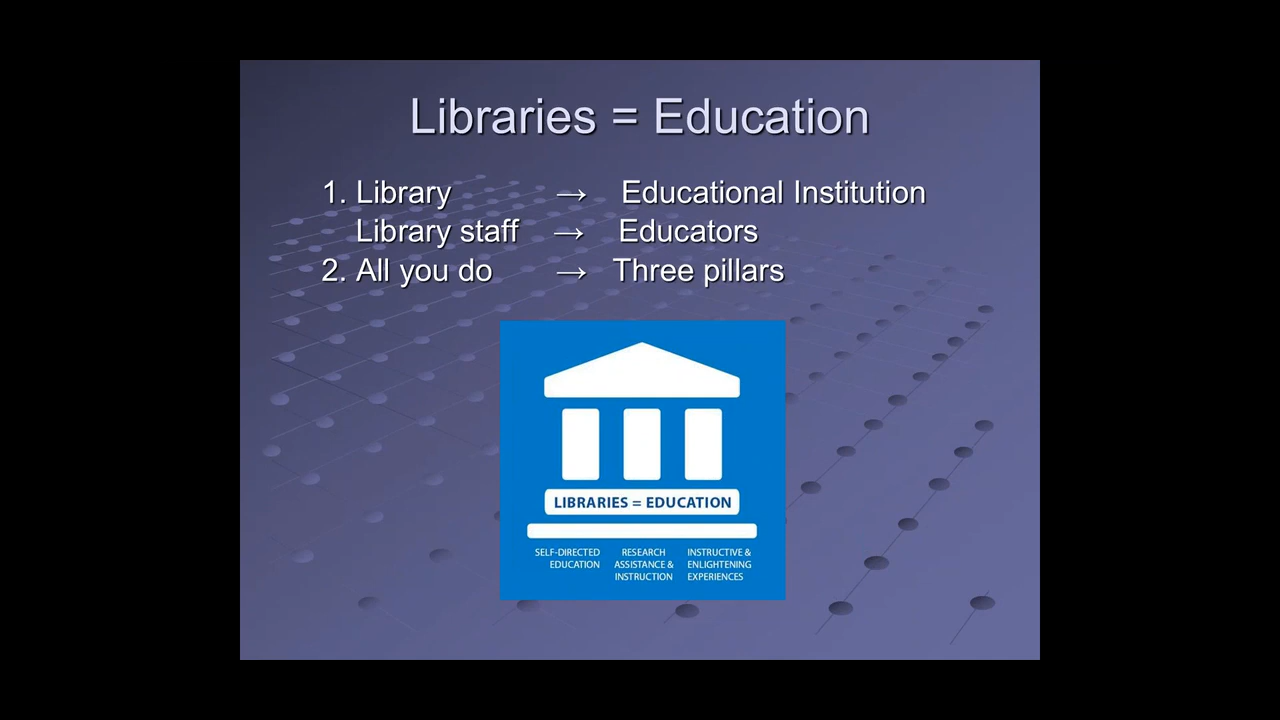 Libraries = Education
1. Library → Educational Institution
Library staff → Educators
2. All you do → Three pillars
LIBRARIES = EDUCATION
SELF-DIRECTED
EDUCATION
RESEARCH
ASSISTANCE &
INSTRUCTION
INSTRUCTIVE &
ENLIGHTENING
EXPERIENCES